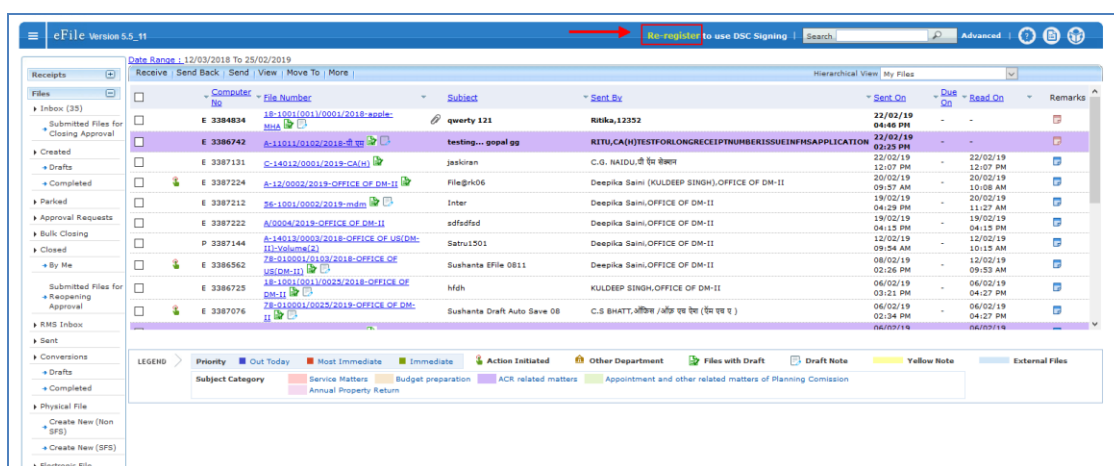 eFile Version 5.5_11
Re-register to use DSC Signing | Search Advanced |
Date Range : 12/03/2018 To 25/02/2019
Receive | Send Back | Send | View | Move To | More | Hierarchical View My Files
Computer No File Number Subject Sent By Sent On Due On Read On Remarks
E 3384834 18-1001(001)/0001/2018-apple-MHA qwerty 121 Ritika,12352 22/02/19 04:46 PM - -
E 3386742 A-11011/0102/2018-पी एम testing... gopal gg RITU,CA(H)TESTFORLONGRECEIPTNUMBERISSUEINFMSAPPLICATION 22/02/19 02:25 PM - -
E 3387131 C-14012/0001/2019-CA(H) jaskiran C.G. NAIDU,पी ऍम सेक्शन 22/02/19 12:07 PM - 22/02/19 12:07 PM
E 3387224 A-12/0002/2019-OFFICE OF DM-II File@rk06 Deepika Saini (KULDEEP SINGH),OFFICE OF DM-II 20/02/19 09:57 AM - 20/02/19 10:08 AM
E 3387212 56-1001/0002/2019-mdm Inter Deepika Saini,OFFICE OF DM-II 19/02/19 04:29 PM - 20/02/19 11:27 AM
E 3387222 A/0004/2019-OFFICE OF DM-II sdfsdfsd Deepika Saini,OFFICE OF DM-II 19/02/19 04:15 PM - 19/02/19 04:15 PM
P 3387144 A-14013/0003/2018-OFFICE OF US(DM-II)-Volume(2) Satru1501 Deepika Saini,OFFICE OF DM-II 12/02/19 09:54 AM - 12/02/19 10:15 AM
E 3386562 78-010001/0103/2018-OFFICE OF US(DM-II) Sushanta EFile 0811 Deepika Saini,OFFICE OF DM-II 08/02/19 02:26 PM - 12/02/19 09:53 AM
E 3386725 18-1001(001)/0025/2018-OFFICE OF DM-II hfdh KULDEEP SINGH,OFFICE OF DM-II 06/02/19 03:21 PM - 06/02/19 04:27 PM
E 3387076 78-010001/0025/2019-OFFICE OF DM-II Sushanta Draft Auto Save 08 C.S BHATT,ऑफिस /ऑफ़ एच ऐमा (ऍम एच ए ) 06/02/19 02:34 PM - 06/02/19 04:27 PM
06/02/19 06/02/19
Receipts
Files
Inbox (35)
Submitted Files for Closing Approval
Created
Drafts
Completed
Parked
Approval Requests
Bulk Closing
Closed
By Me
Submitted Files for Reopening Approval
RMS Inbox
Sent
Conversions
Drafts
Completed
Physical File
Create New (Non SFS)
Create New (SFS)
Electronic File
LEGEND Priority Out Today Most Immediate Immediate Action Initiated Other Department Files with Draft Draft Note Yellow Note External Files
Subject Category Service Matters Budget preparation ACR related matters Appointment and other related matters of Planning Comission
Annual Property Return